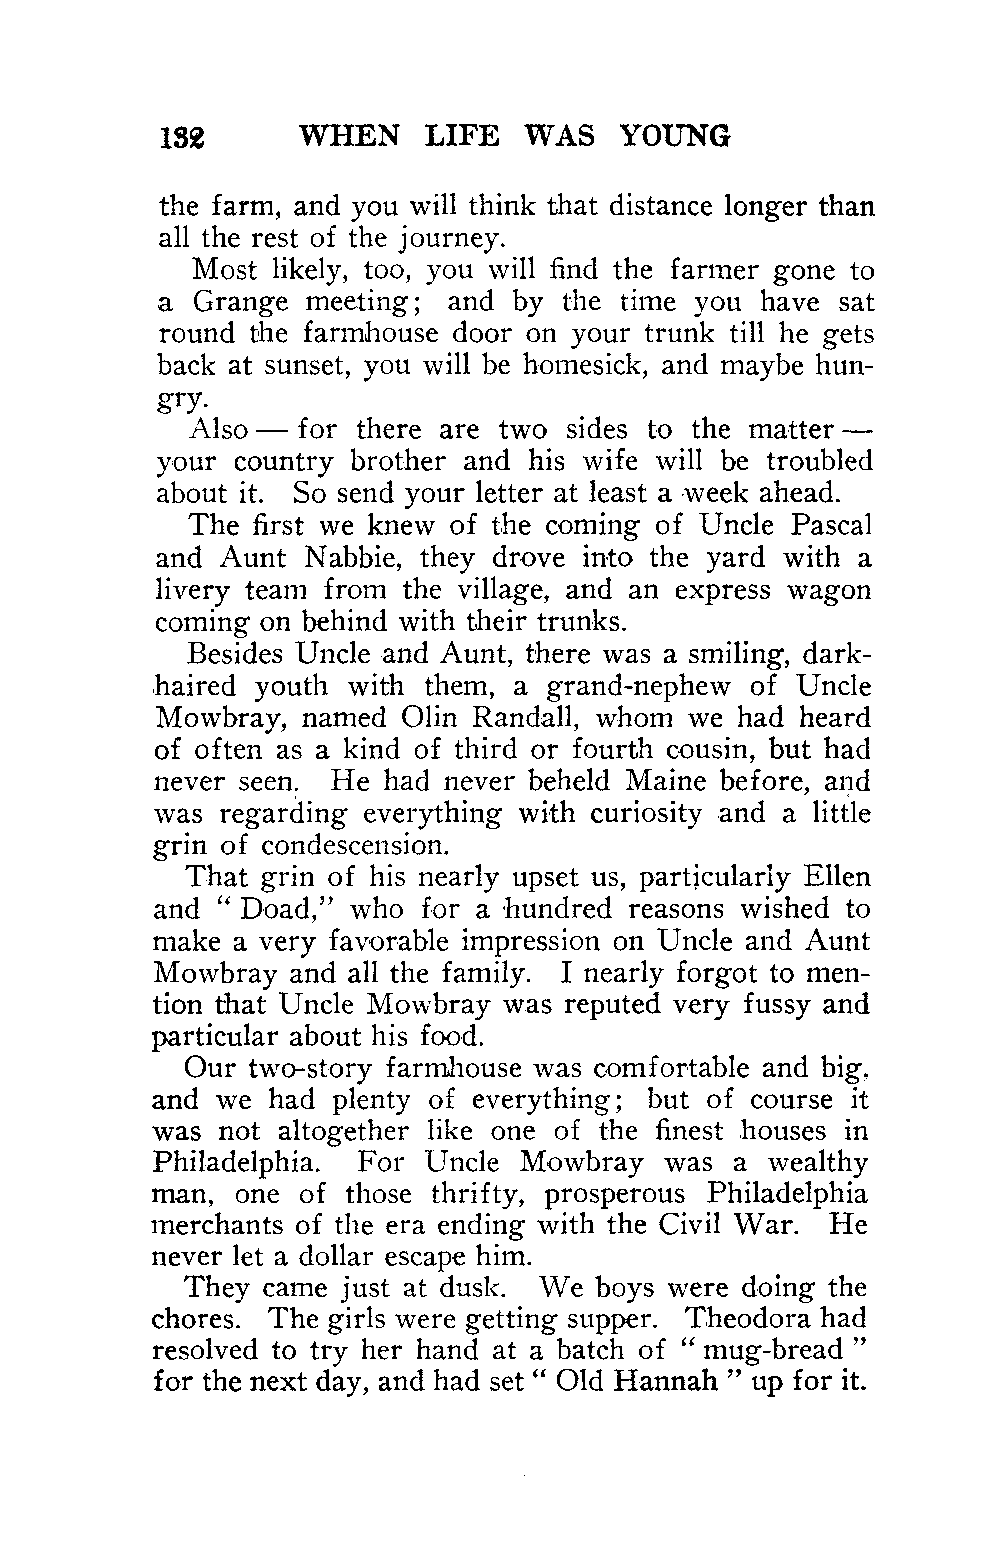 132 WHEN LIFE WAS YOUNG
the farm, and you will think that distance longer than
all the rest of the journey.
Most likely, too, you will find the farmer gone to
a Grange meeting; and by the time you have sat
round the farmhouse door on your trunk till he gets
back at sunset, you will be homesick, and maybe hun-
gry.
Also — for there are two sides to the matter —
your country brother and his wife will be troubled
about it. So send your letter at least a week ahead.
The first we knew of the coming of Uncle Pascal
and Aunt Nabbie, they drove into the yard with a
livery team from the village, and an express wagon
coming on behind with their trunks.
Besides Uncle and Aunt, there was a smiling, dark-
haired youth with them, a grand-nephew of Uncle
Mowbray, named Olin Randall, whom we had heard
of often as a kind of third or fourth cousin, but had
never seen. He had never beheld Maine before, and
was regarding everything with curiosity and a little
grin of condescension.
That grin of his nearly upset us, particularly Ellen
and “ Doad,” who for a hundred reasons wished to
make a very favorable impression on Uncle and Aunt
Mowbray and all the family. I nearly forgot to men-
tion that Uncle Mowbray was reputed very fussy and
particular about his food.
Our two-story farmhouse was comfortable and big,
and we had plenty of everything; but of course it
was not altogether like one of the finest houses in
Philadelphia. For Uncle Mowbray was a wealthy
man, one of those thrifty, prosperous Philadelphia
merchants of the era ending with the Civil War. He
never let a dollar escape him.
They came just at dusk. We boys were doing the
chores. The girls were getting supper. Theodora had
resolved to try her hand at a batch of “ mug-bread ”
for the next day, and had set “ Old Hannah ” up for it.